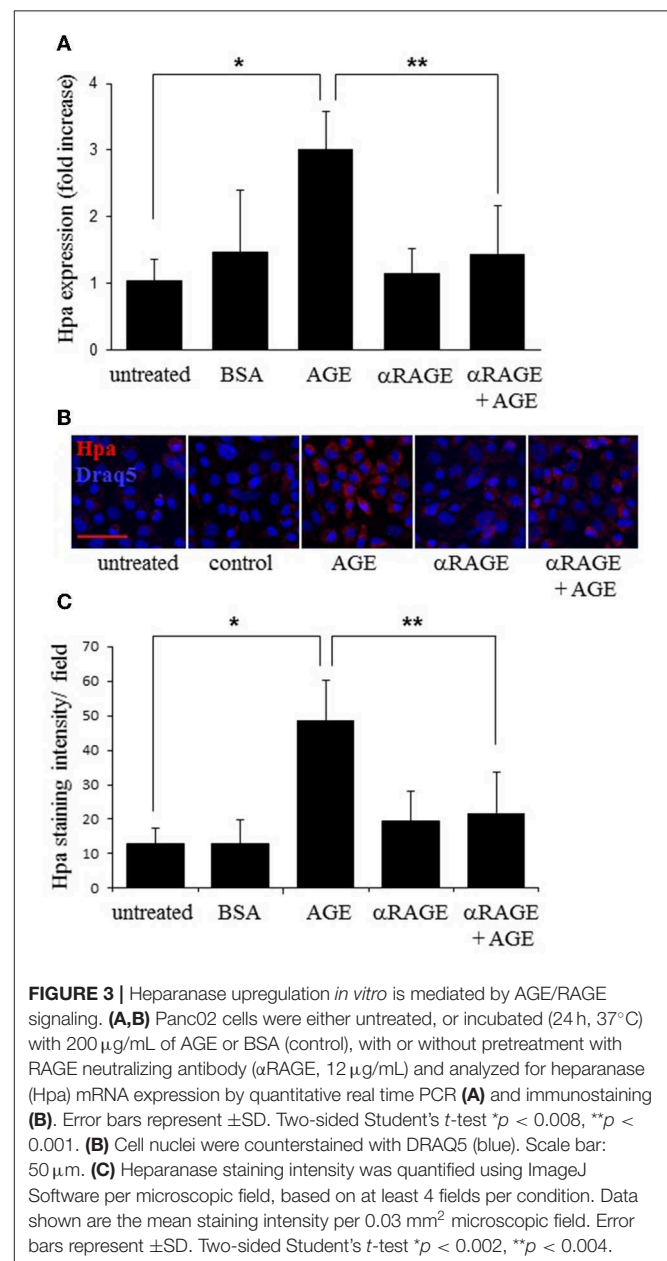 A
* **
Hpa expression (fold increase)
4
3
2
1
0
untreated BSA AGE αRAGE αRAGE
+ AGE
B
Hpa
Draq5
untreated control AGE αRAGE αRAGE
+ AGE
C
* **
Hpa staining intensity/ field
70
60
50
40
30
20
10
0
untreated BSA AGE αRAGE αRAGE
+ AGE
FIGURE 3 | Heparanase upregulation in vitro is mediated by AGE/RAGE
signaling. (A,B) Panc02 cells were either untreated, or incubated (24 h, 37°C)
with 200 μg/mL of AGE or BSA (control), with or without pretreatment with
RAGE neutralizing antibody (αRAGE, 12 μg/mL) and analyzed for heparanase
(Hpa) mRNA expression by quantitative real time PCR (A) and immunostaining
(B). Error bars represent ±SD. Two-sided Student's t-test *p < 0.008, **p <
0.001. (B) Cell nuclei were counterstained with DRAQ5 (blue). Scale bar:
50 μm. (C) Heparanase staining intensity was quantified using ImageJ
Software per microscopic field, based on at least 4 fields per condition. Data
shown are the mean staining intensity per 0.03 mm² microscopic field. Error
bars represent ±SD. Two-sided Student's t-test *p < 0.002, **p < 0.004.